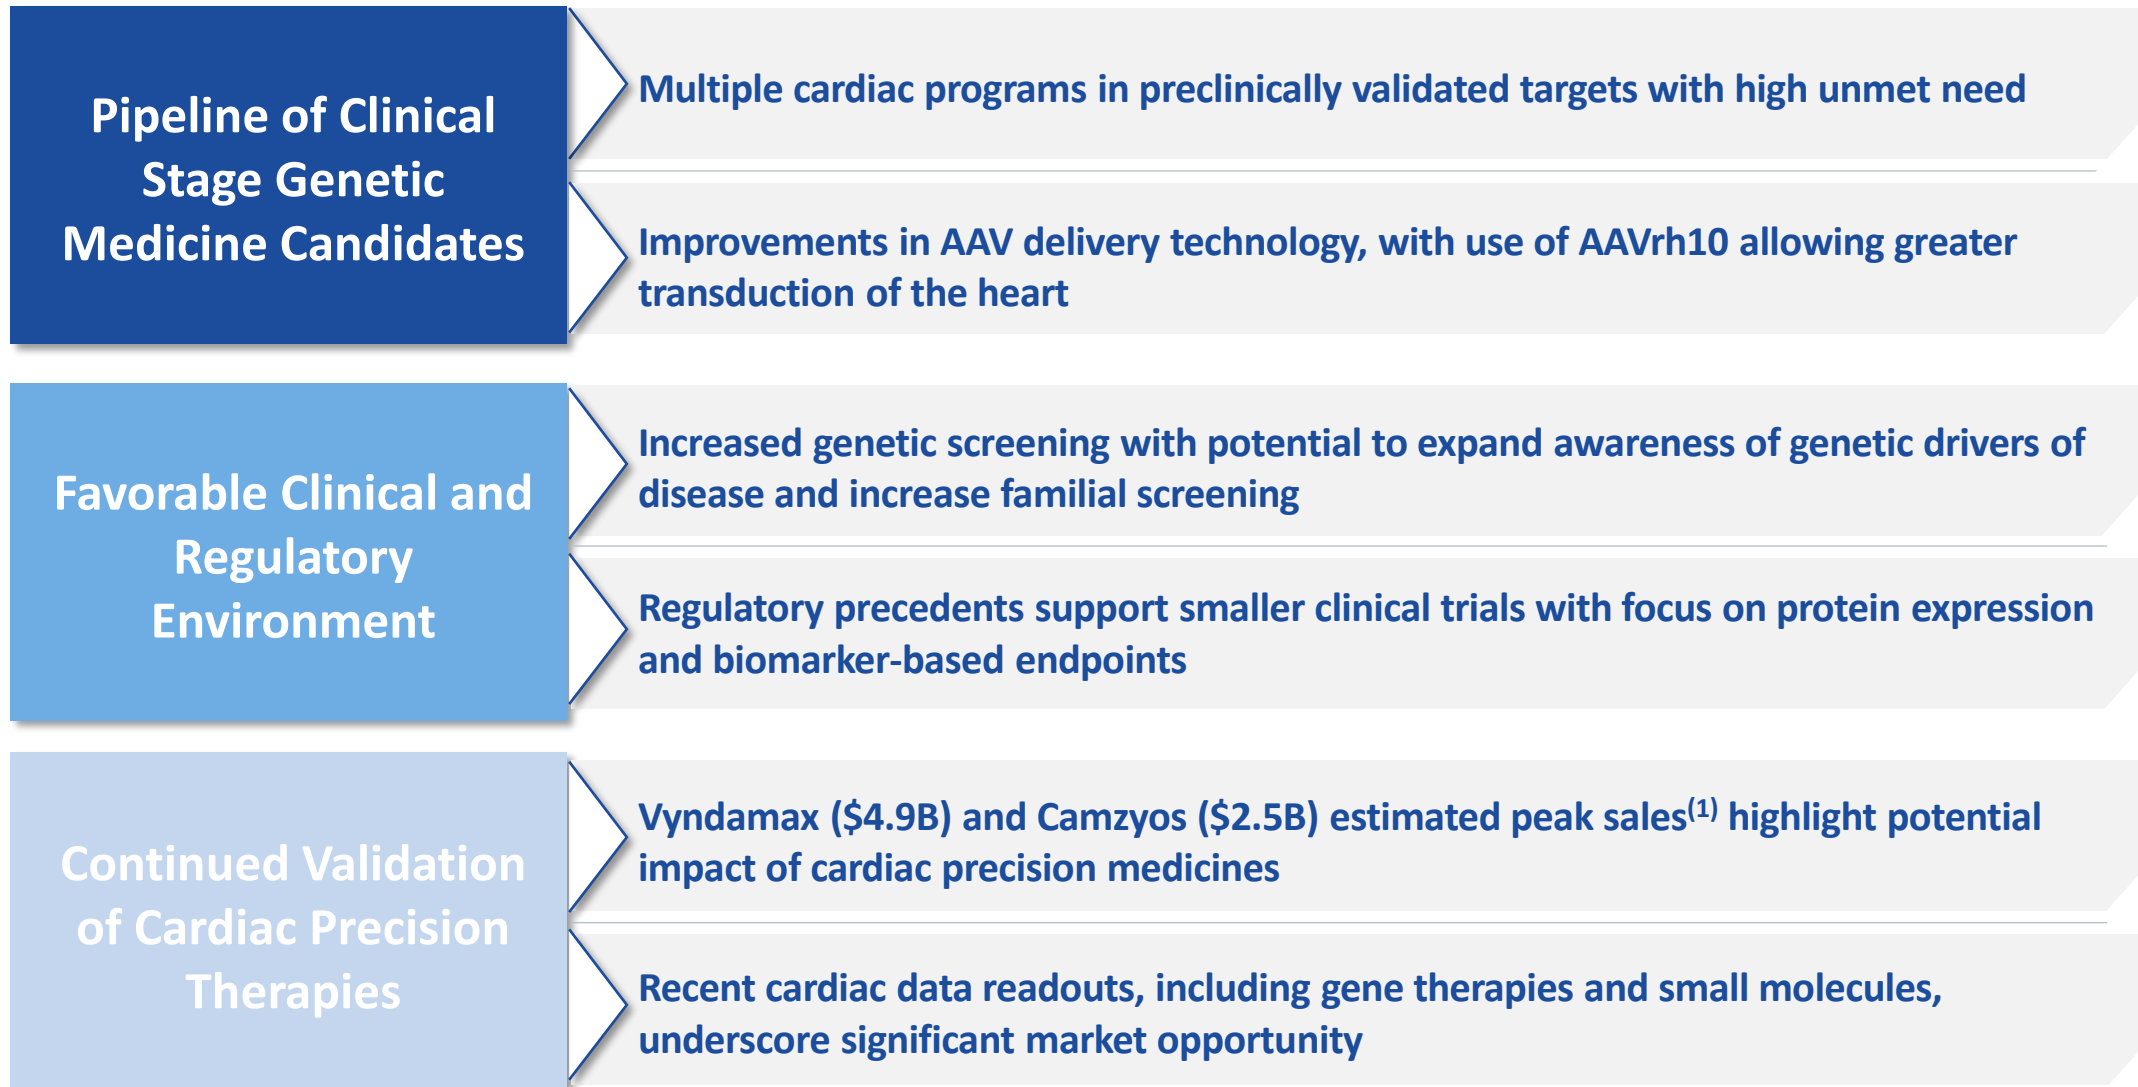 Pipeline of Clinical
Stage Genetic
Medicine Candidates
Multiple cardiac programs in preclinically validated targets with high unmet need
Improvements in AAV delivery technology, with use of AAVrh10 allowing greater
transduction of the heart
Favorable Clinical and
Regulatory
Environment
Increased genetic screening with potential to expand awareness of genetic drivers of
disease and increase familial screening
Regulatory precedents support smaller clinical trials with focus on protein expression
and biomarker-based endpoints
Continued Validation
of Cardiac Precision
Therapies
Vyndamax ($4.9B) and Camzyos ($2.5B) estimated peak sales(1) highlight potential
impact of cardiac precision medicines
Recent cardiac data readouts, including gene therapies and small molecules,
underscore significant market opportunity